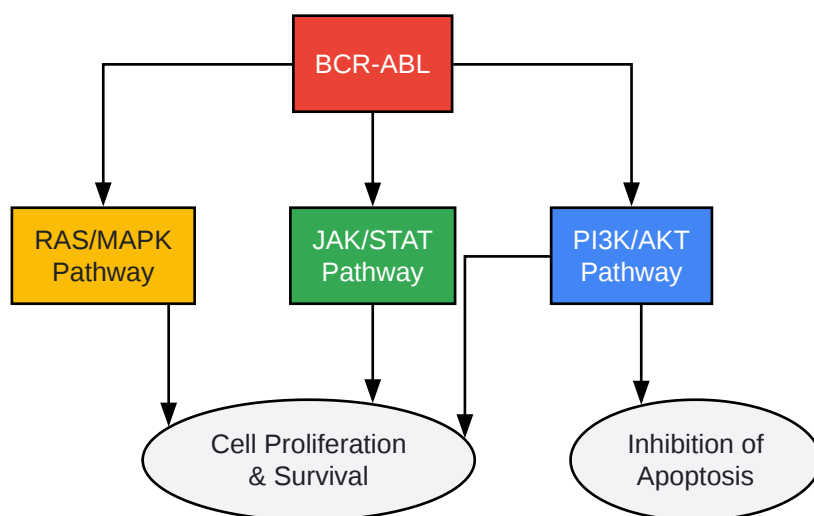 BCR-ABL
RAS/MAPK
Pathway
JAK/STAT
Pathway
PI3K/AKT
Pathway
Cell Proliferation
& Survival
Inhibition of
Apoptosis